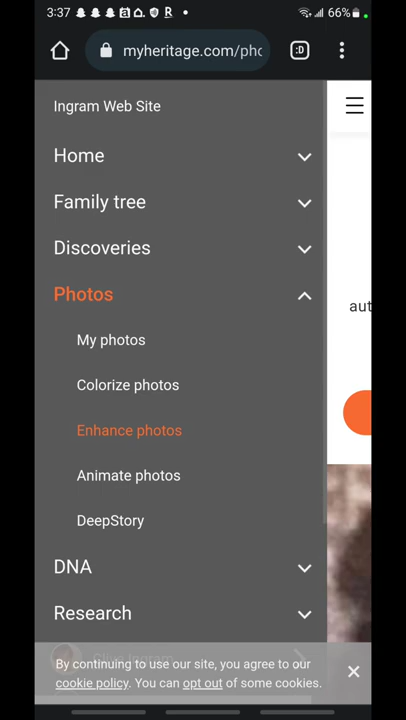 3:37
66%
myheritage.com/pho
:D
Ingram Web Site
Home
Family tree
Discoveries
Photos
aut
My photos
Colorize photos
Enhance photos
Animate photos
DeepStory
DNA
Research
Clive Ingram
By continuing to use our site, you agree to our
cookie policy. You can opt out of some cookies.